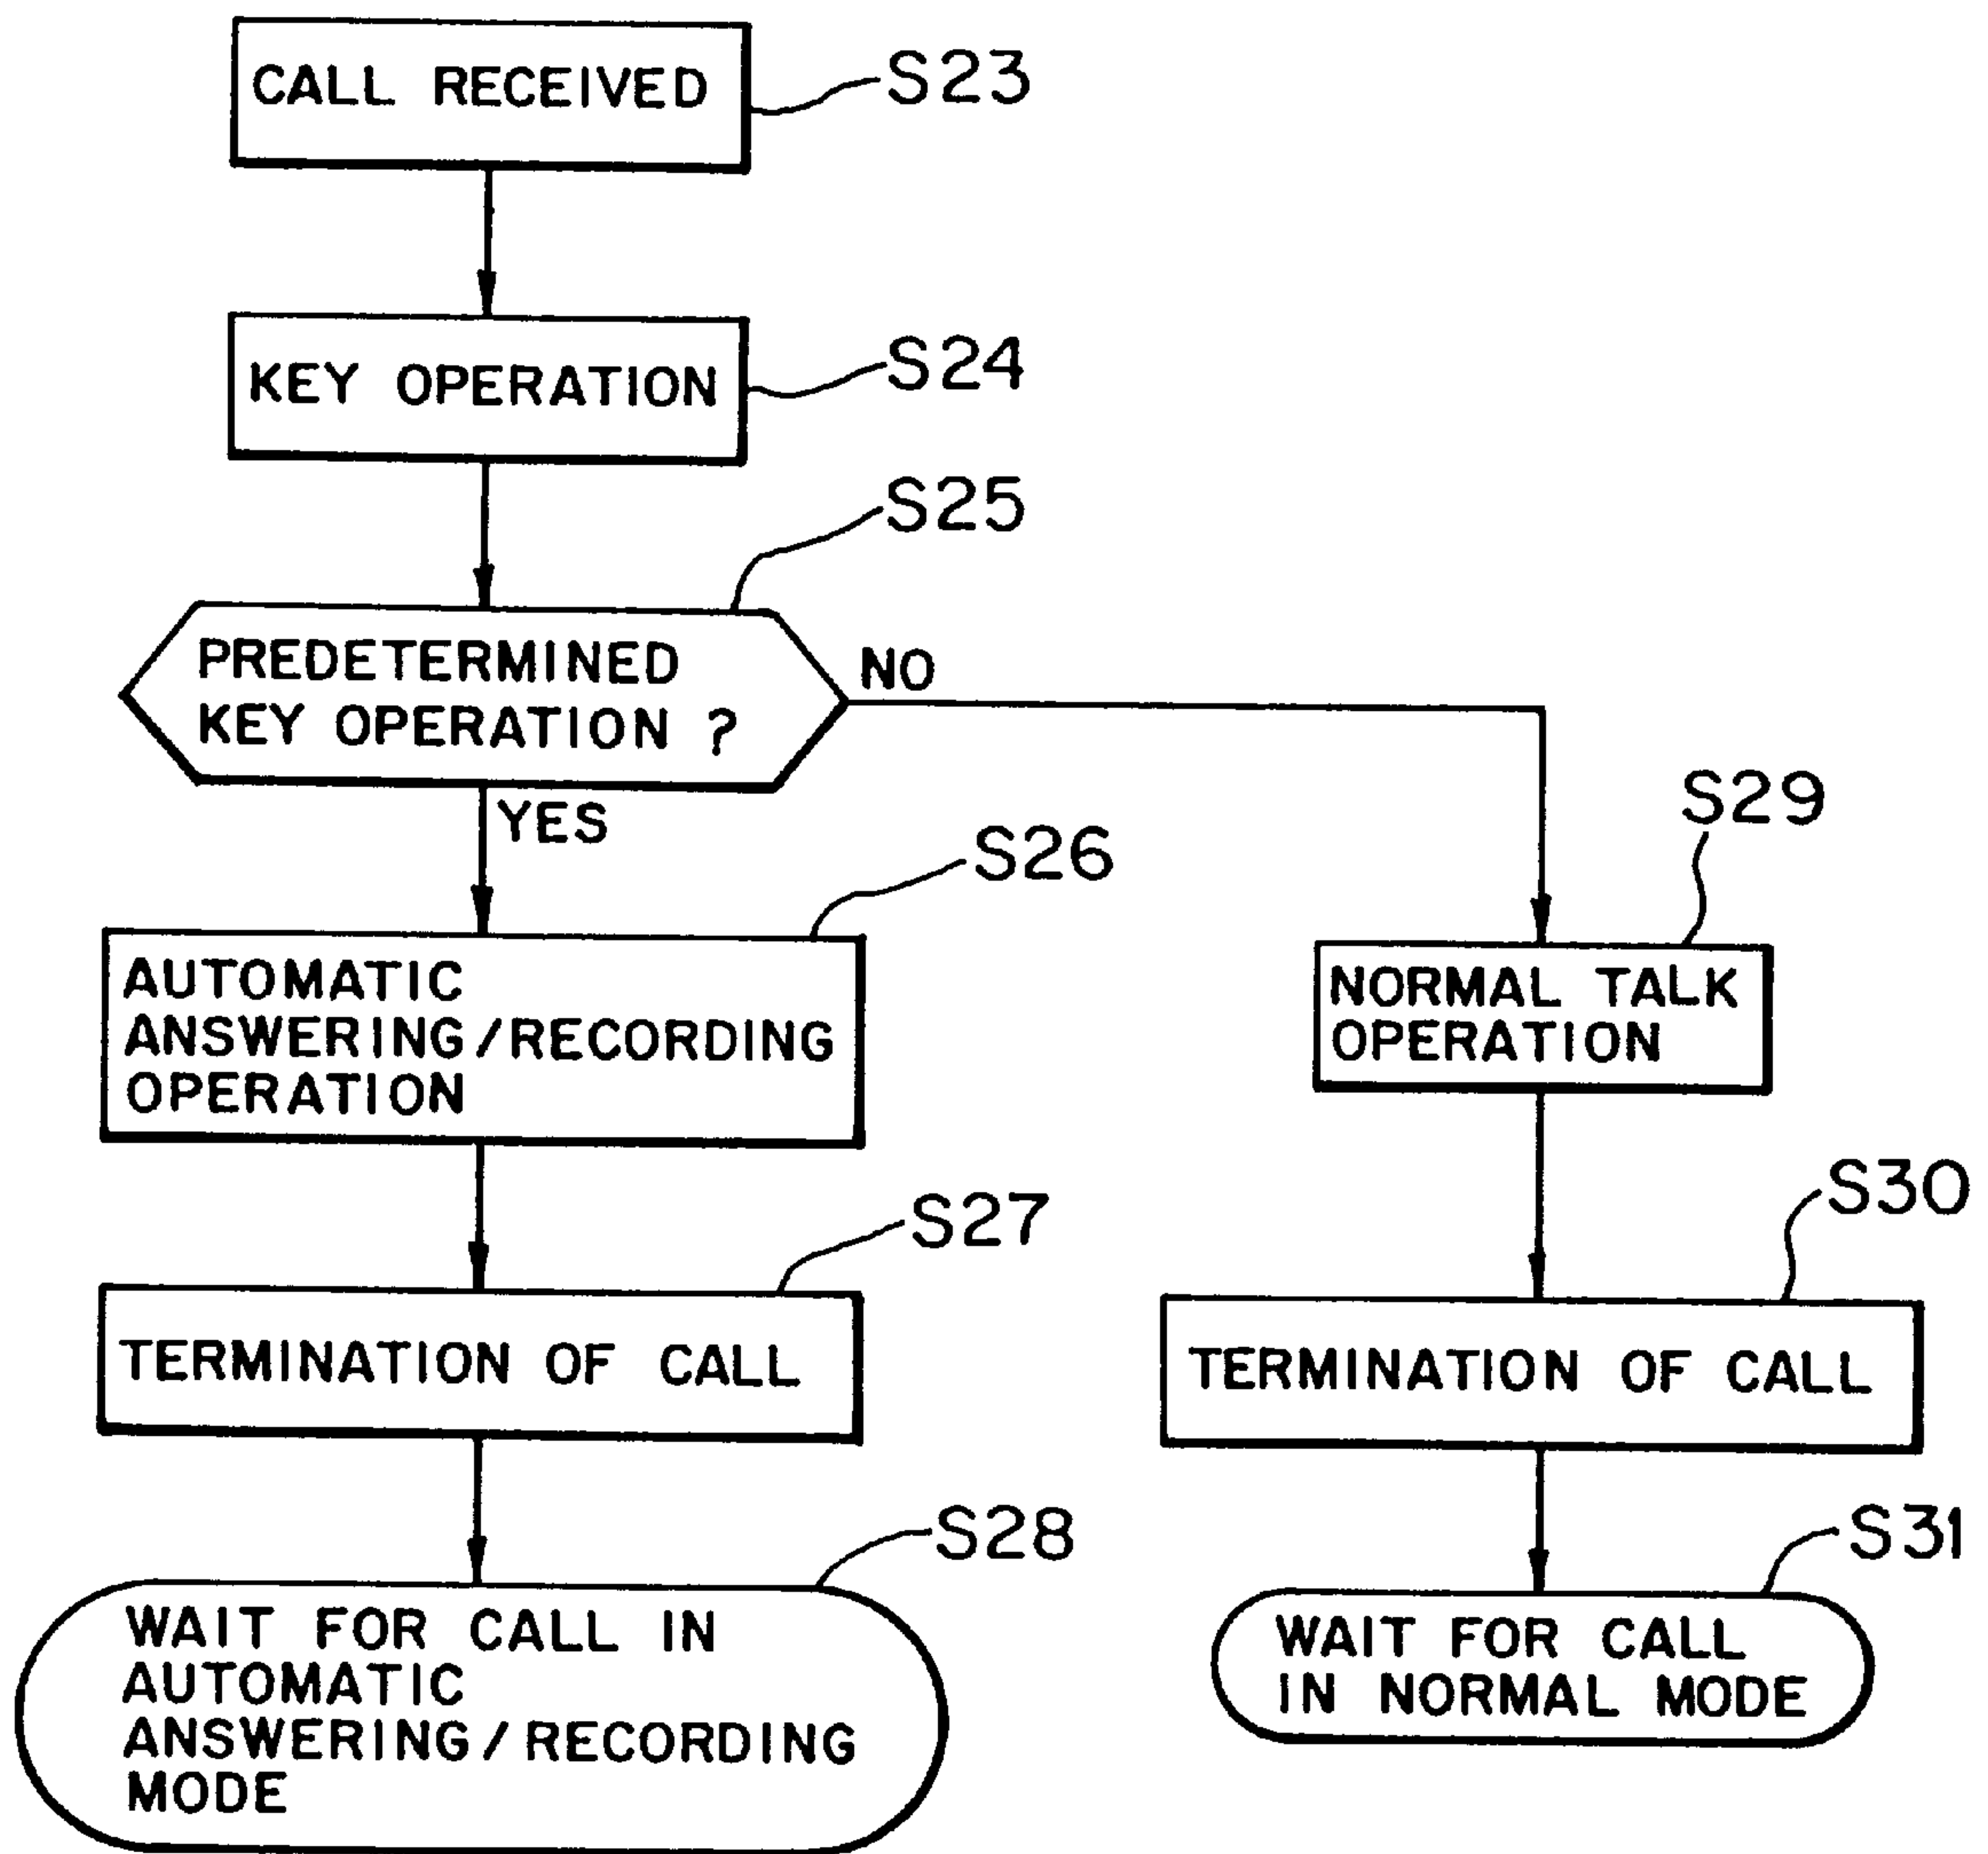 CALL RECEIVED
S23
KEY OPERATION
S24
S25
PREDETERMINED
KEY OPERATION ?
NO
YES
S26
AUTOMATIC
ANSWERING/RECORDING
OPERATION
S29
NORMAL TALK
OPERATION
S27
TERMINATION OF CALL
S30
TERMINATION OF CALL
S28
WAIT FOR CALL IN
AUTOMATIC
ANSWERING/RECORDING
MODE
S31
WAIT FOR CALL
IN NORMAL MODE